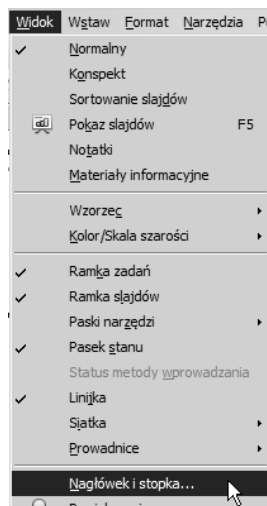 Widok Wstaw Format Narzędzia
Normalny
Konspekt
Sortowanie slajdów
Pokaz slajdów F5
Notatki
Materiały informacyjne
Wzorzec
Kolor/Skala szarości
Ramka zadań
Ramka slajdów
Paski narzędzi
Pasek stanu
Status metody wprowadzania
Linijka
Siatka
Prowadnice
Nagłówek i stopka...